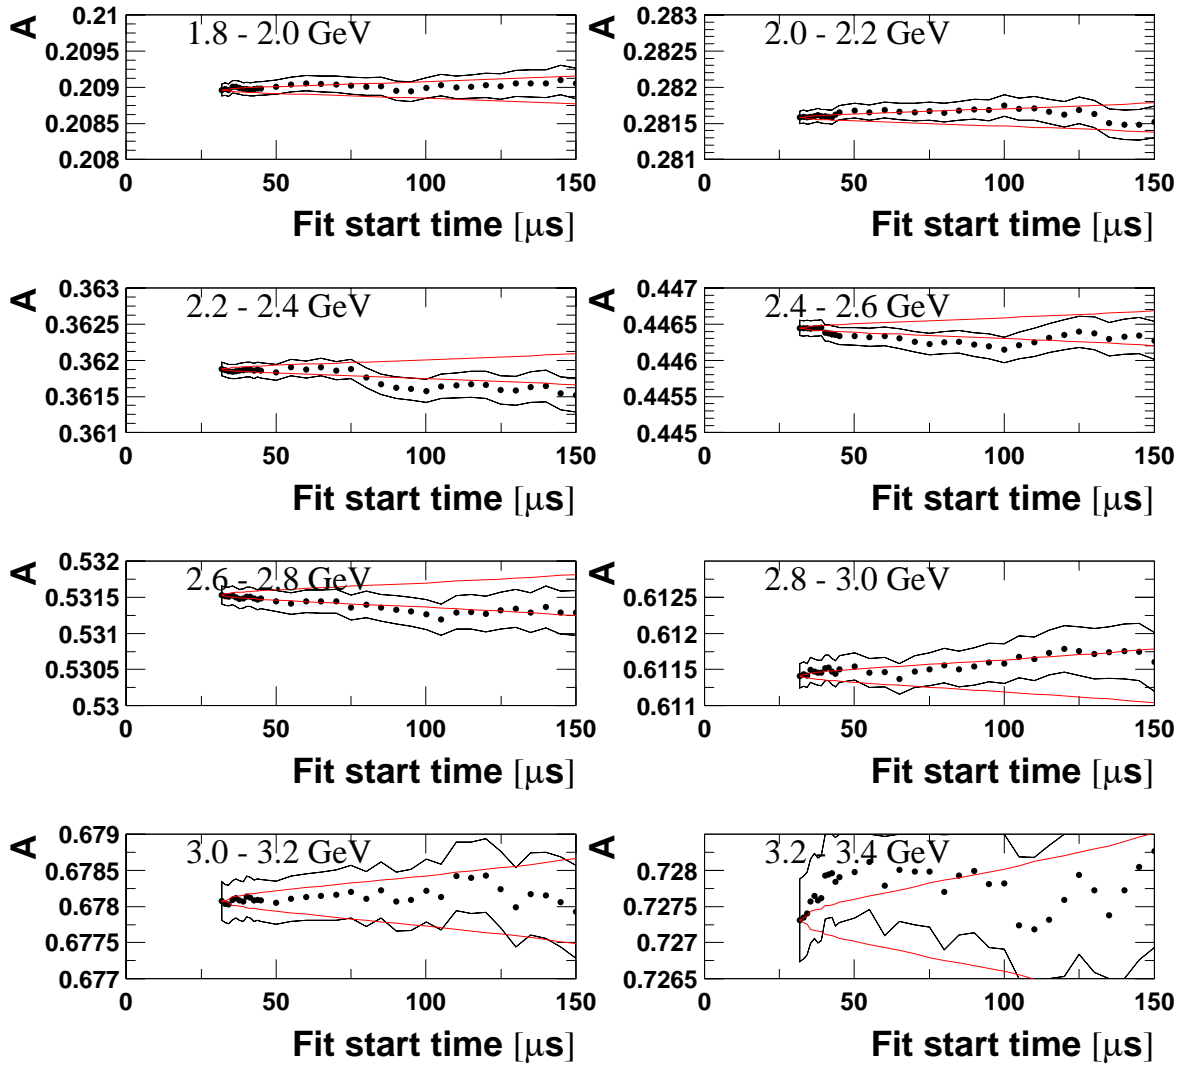 A
0.21
0.2095
0.209
0.2085
0.208
1.8 - 2.0 GeV
0
50
100
150
Fit start time [μs]
A
0.283
0.2825
0.282
0.2815
0.281
2.0 - 2.2 GeV
0
50
100
150
Fit start time [μs]
A
0.363
0.3625
0.362
0.3615
0.361
2.2 - 2.4 GeV
0
50
100
150
Fit start time [μs]
A
0.447
0.4465
0.446
0.4455
0.445
2.4 - 2.6 GeV
0
50
100
150
Fit start time [μs]
A
0.532
0.5315
0.531
0.5305
0.53
2.6 - 2.8 GeV
0
50
100
150
Fit start time [μs]
A
0.6125
0.612
0.6115
0.611
2.8 - 3.0 GeV
0
50
100
150
Fit start time [μs]
A
0.679
0.6785
0.678
0.6775
0.677
3.0 - 3.2 GeV
0
50
100
150
Fit start time [μs]
A
0.728
0.7275
0.727
0.7265
3.2 - 3.4 GeV
0
50
100
150
Fit start time [μs]